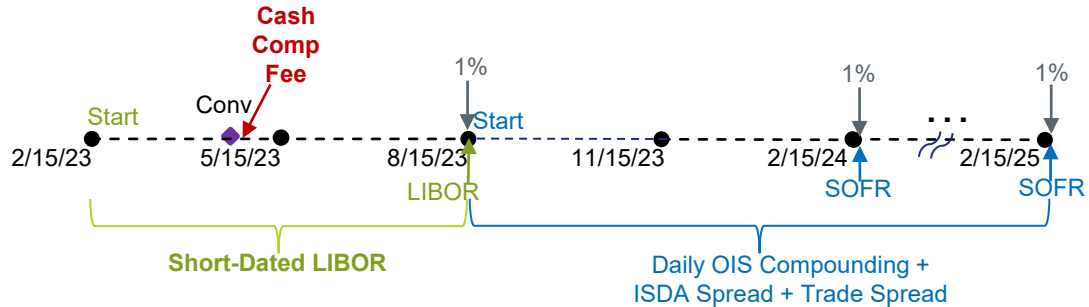 Cash
Comp
Fee
1%
1%
1%
Conv
Start
Start
...
2/15/23
5/15/23
8/15/23
11/15/23
2/15/24
2/15/25
LIBOR
SOFR
SOFR
Short-Dated LIBOR
Daily OIS Compounding +
ISDA Spread + Trade Spread